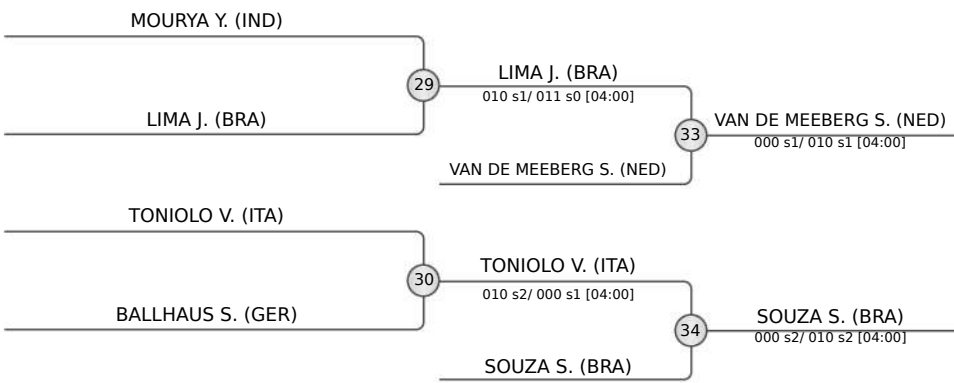 MOURYA Y. (IND)
29
LIMA J. (BRA)
010 s1/ 011 s0 [04:00]
LIMA J. (BRA)
33
VAN DE MEEBERG S. (NED)
000 s1/ 010 s1 [04:00]
VAN DE MEEBERG S. (NED)
TONIOLO V. (ITA)
30
TONIOLO V. (ITA)
010 s2/ 000 s1 [04:00]
BALLHAUS S. (GER)
34
SOUZA S. (BRA)
000 s2/ 010 s2 [04:00]
SOUZA S. (BRA)